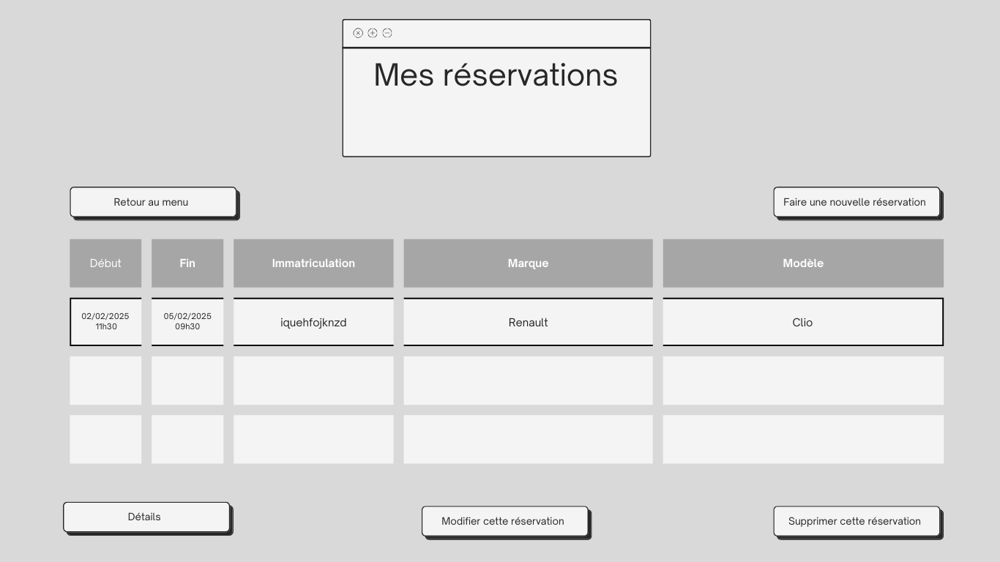 Mes réservations
Retour au menu
Faire une nouvelle réservation
Début
Fin
Immatriculation
Marque
Modèle
02/02/2025
11h30
05/02/2025
09h30
iquehfojknzd
Renault
Clio
Détails
Modifier cette réservation
Supprimer cette réservation